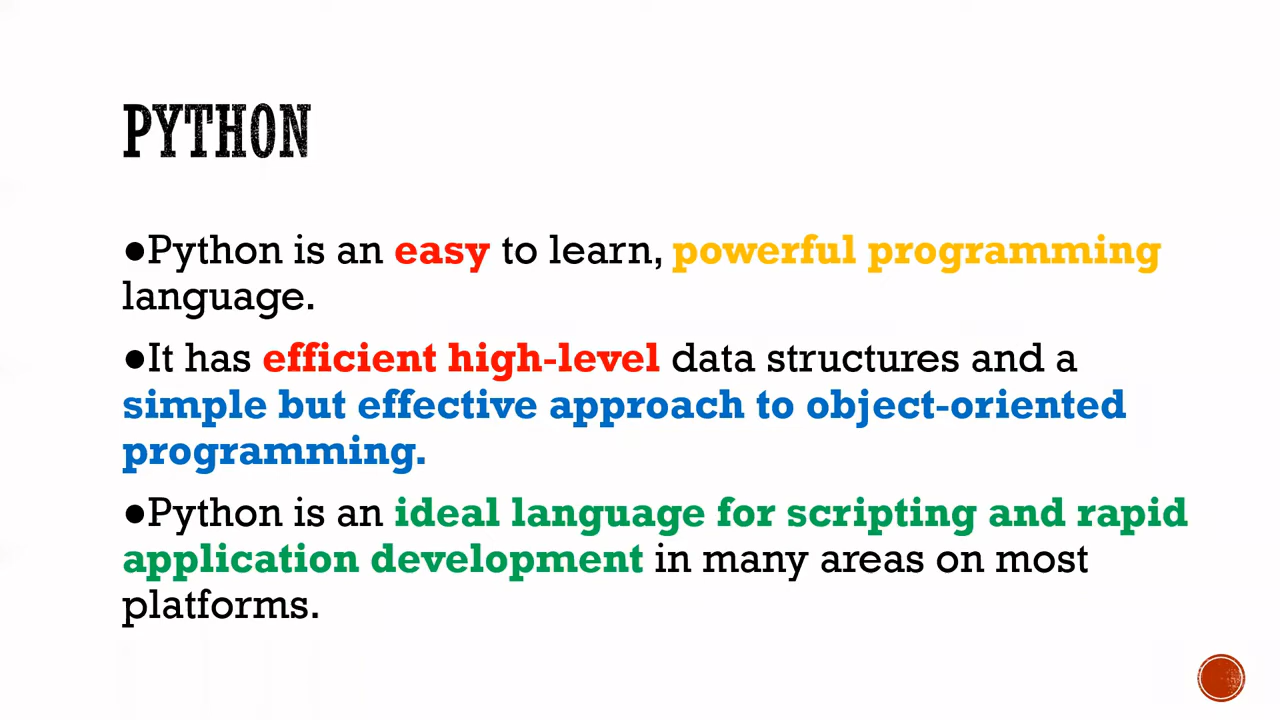 PYTHON
●Python is an easy to learn, powerful programming
language.
●It has efficient high-level data structures and a
simple but effective approach to object-oriented
programming.
●Python is an ideal language for scripting and rapid
application development in many areas on most
platforms.